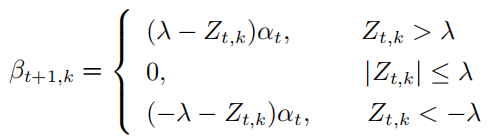 (λ − Z_{t,k})α_t, Z_{t,k} > λ
β_{t+1,k} = { 0, |Z_{t,k}| ≤ λ
(−λ − Z_{t,k})α_t, Z_{t,k} < −λ